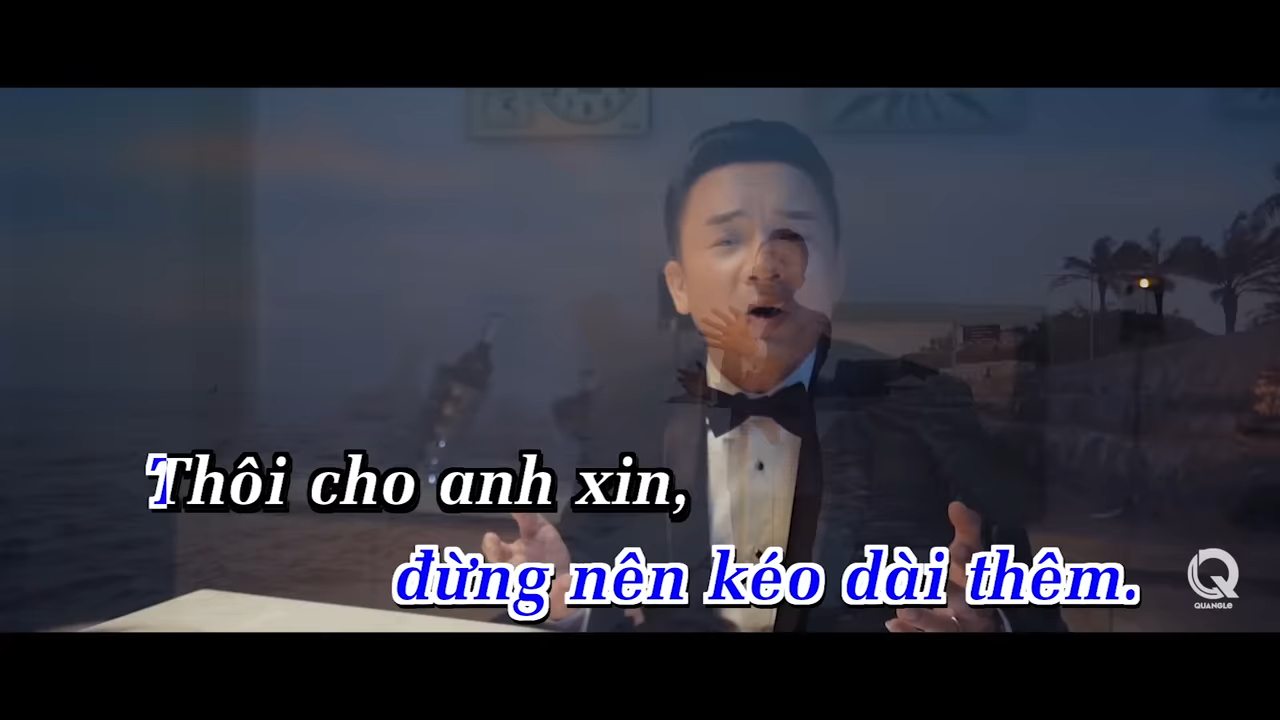 Thôi cho anh xin,
đừng nên kéo dài thêm.
QUANGLE